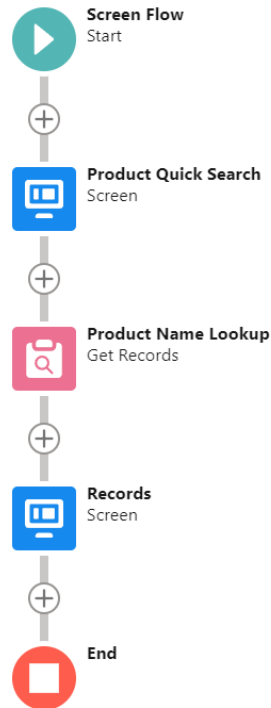 Screen Flow
Start
Product Quick Search
Screen
Product Name Lookup
Get Records
Records
Screen
End